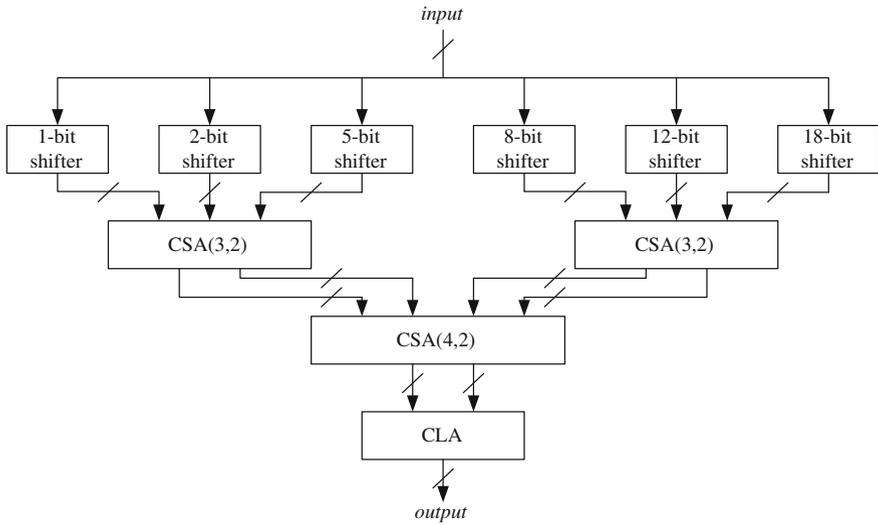 input
1-bit
shifter
2-bit
shifter
5-bit
shifter
8-bit
shifter
12-bit
shifter
18-bit
shifter
CSA(3,2)
CSA(3,2)
CSA(4,2)
CLA
output